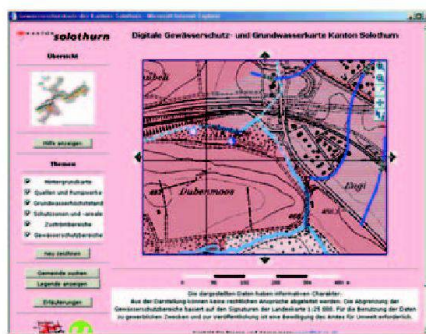 Gewässerschutzkarte des Kantons Solothurn - Microsoft Internet Explorer
KANTON solothurn
Digitale Gewässerschutz- und Grundwasserkarte Kanton Solothurn
Übersicht
Hilfe anzeigen
Themen
Hintergrundkarte
Quellen und Pumpwerke
Grundwasserhöchststand
Schutzzonen und -areale
Zuströmbereiche
Gewässerschutzbereiche
neu zeichnen
Gemeinde suchen
Legende anzeigen
Erläuterungen
Dubenmoos
Engi
Die dargestellten Daten haben informativen Charakter.
Aus der Darstellung können keine rechtlichen Ansprüche abgeleitet werden. Die Abgrenzung der
Gewässerschutzbereiche basiert auf den Signaturen der Landeskarte 1:25 000. Für die Benutzung der Daten
zu gewerblichen Zwecken und zur Veröffentlichung ist eine Bewilligung des Amtes für Umwelt erforderlich.